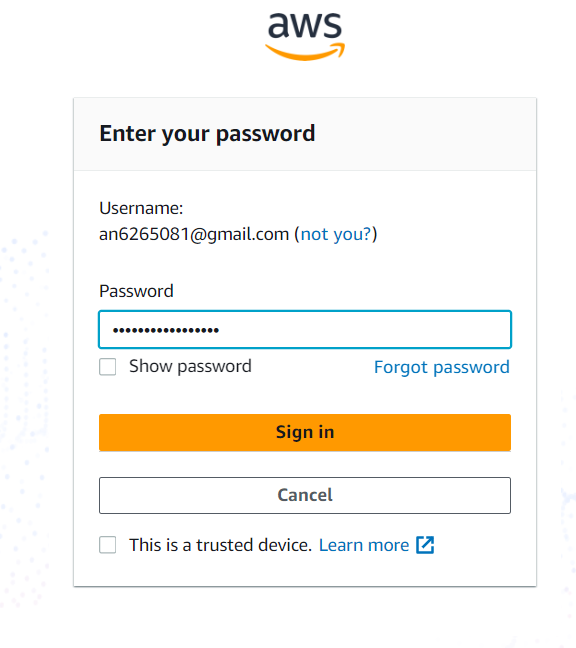 aws
Enter your password
Username:
an6265081@gmail.com (not you?)
Password
•••••••••••••••••
Show password
Forgot password
Sign in
Cancel
This is a trusted device. Learn more